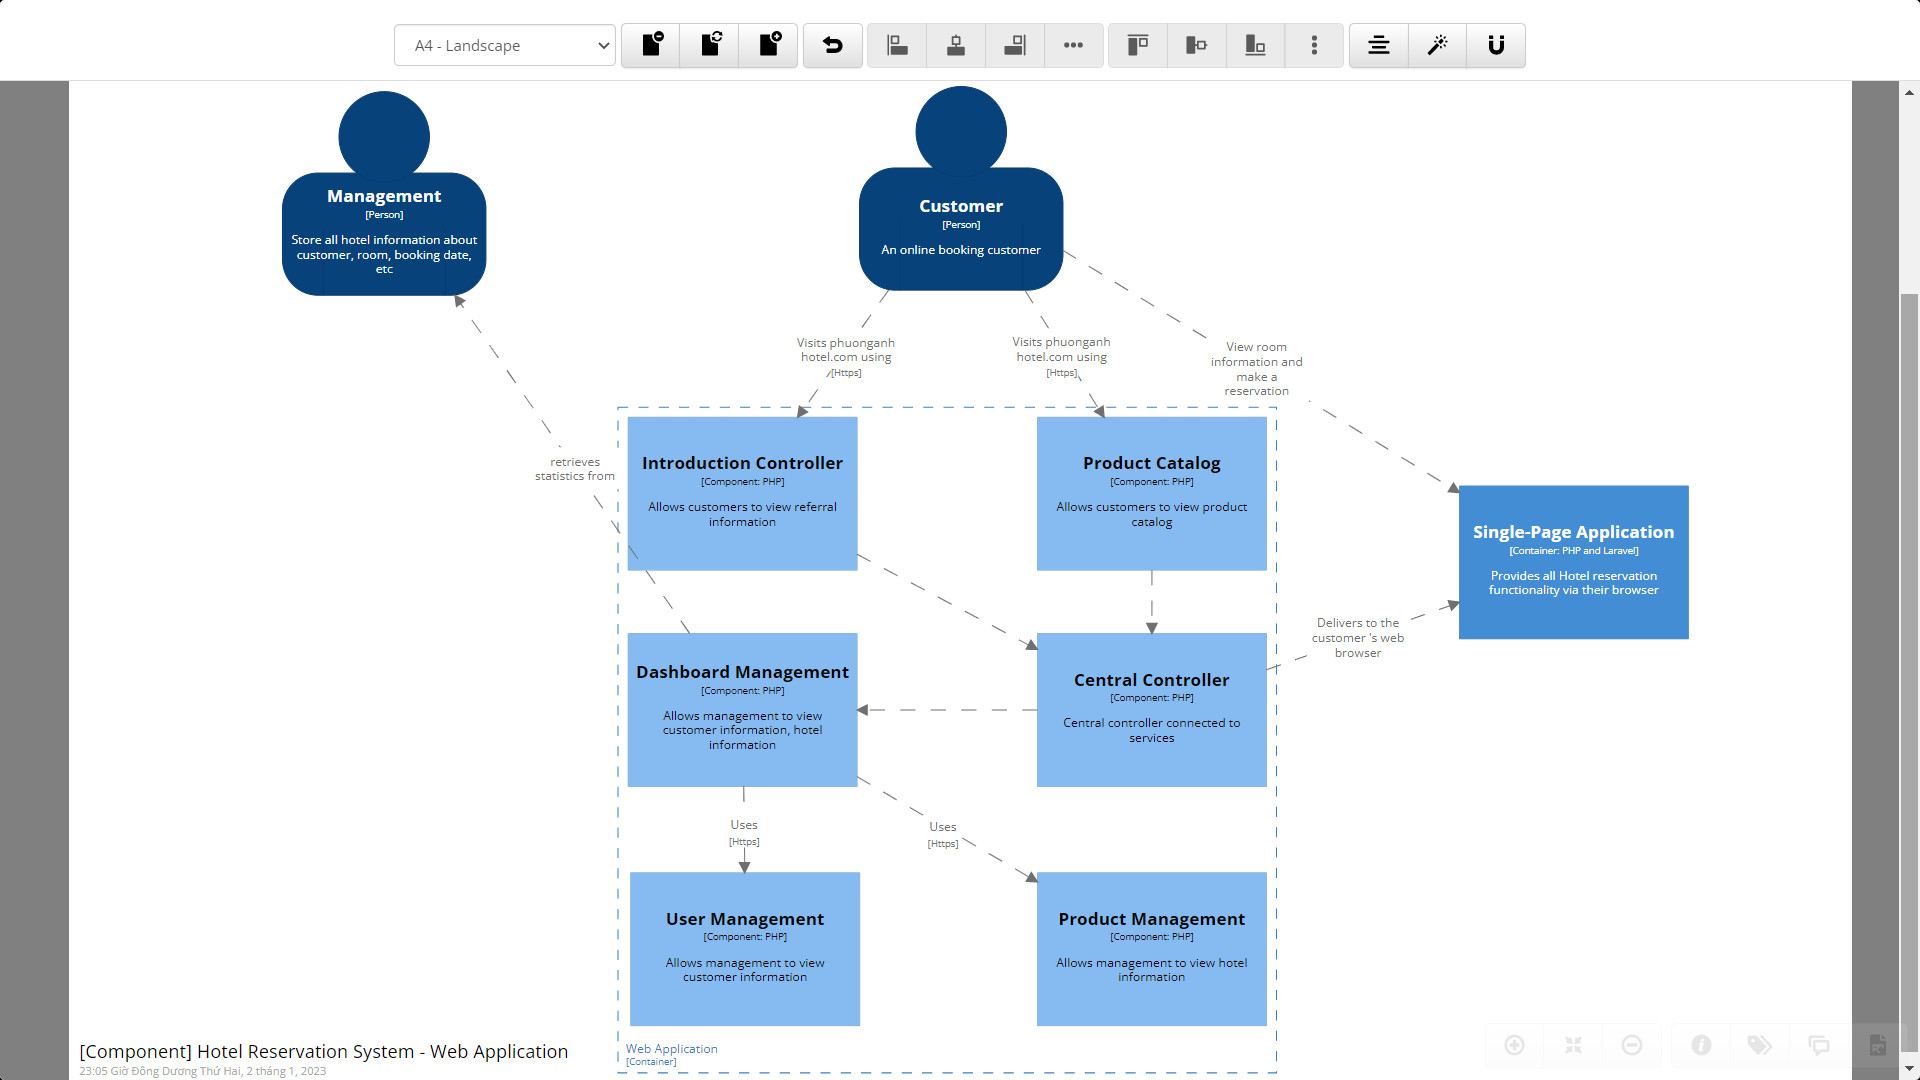 A4 - Landscape
Management
[Person]
Store all hotel information about
customer, room, booking date,
etc
Customer
[Person]
An online booking customer
Visits phuonganh
hotel.com using
[Https]
Visits phuonganh
hotel.com using
[Https]
View room
information and
make a
reservation
retrieves
statistics from
Introduction Controller
[Component: PHP]
Allows customers to view referral
information
Product Catalog
[Component: PHP]
Allows customers to view product
catalog
Single-Page Application
[Container: PHP and Laravel]
Provides all Hotel reservation
functionality via their browser
Delivers to the
customer 's web
browser
Dashboard Management
[Component: PHP]
Allows management to view
customer information, hotel
information
Central Controller
[Component: PHP]
Central controller connected to
services
Uses
[Https]
Uses
[Https]
User Management
[Component: PHP]
Allows management to view
customer information
Product Management
[Component: PHP]
Allows management to view hotel
information
Web Application
[Container]
[Component] Hotel Reservation System - Web Application
23:05 Giờ Đông Dương Thứ Hai, 2 tháng 1, 2023